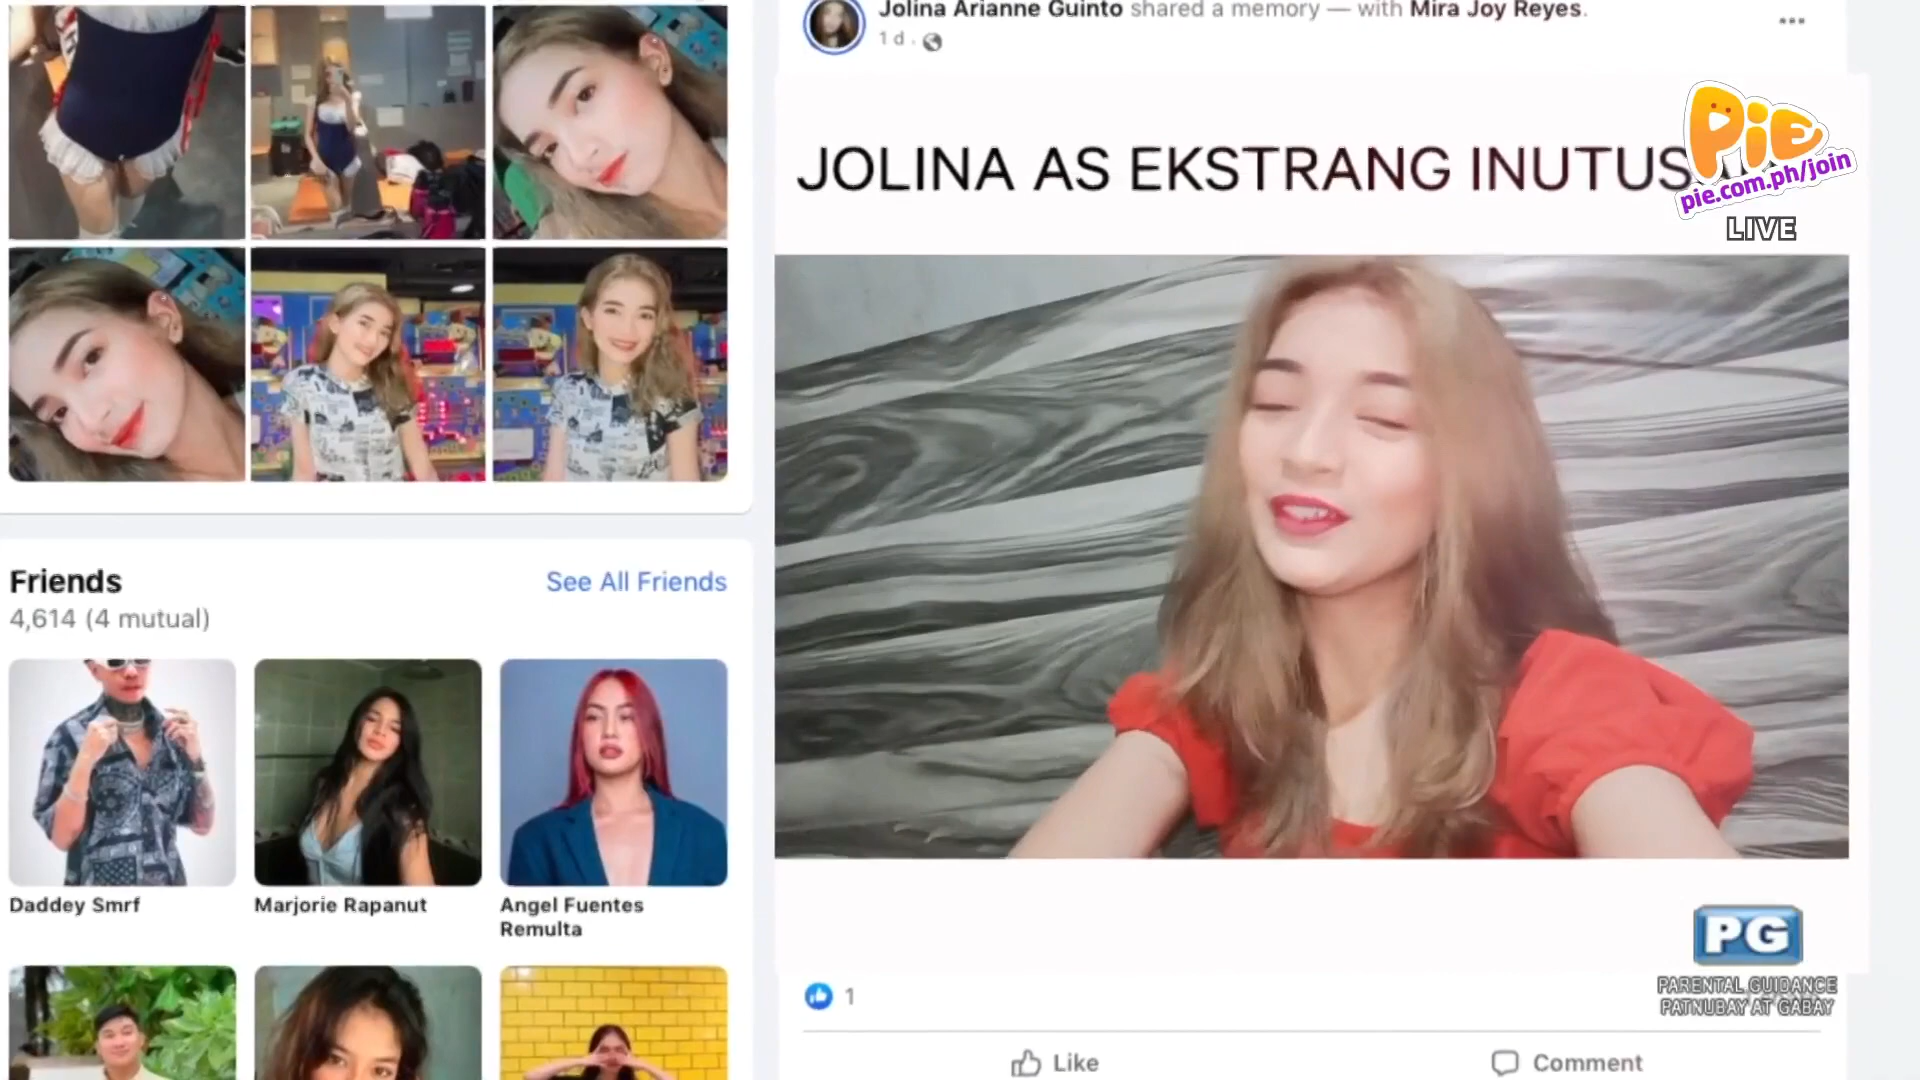 Jolina Arianne Guinto shared a memory — with Mira Joy Reyes.
1 d .
JOLINA AS EKSTRANG
PiE
pie.com.ph/join
LIVE
Friends
See All Friends
4,614 (4 mutual)
Daddey Smrf
Marjorie Rapanut
Angel Fuentes
Remulta
PG
PARENTAL GUIDANCE
PATNUBAY AT GABAY
1
Like
Comment